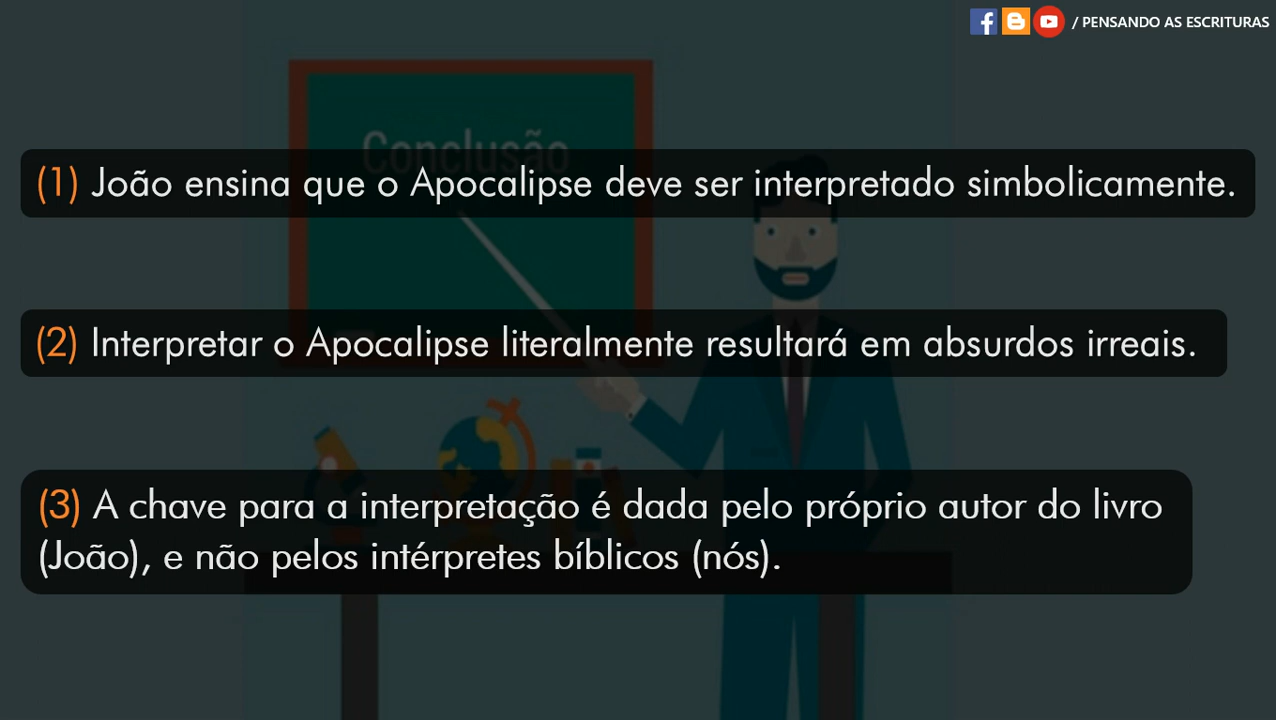 / PENSANDO AS ESCRITURAS
Conclusão
(1) João ensina que o Apocalipse deve ser interpretado simbolicamente.
(2) Interpretar o Apocalipse literalmente resultará em absurdos irreais.
(3) A chave para a interpretação é dada pelo próprio autor do livro
(João), e não pelos intérpretes bíblicos (nós).